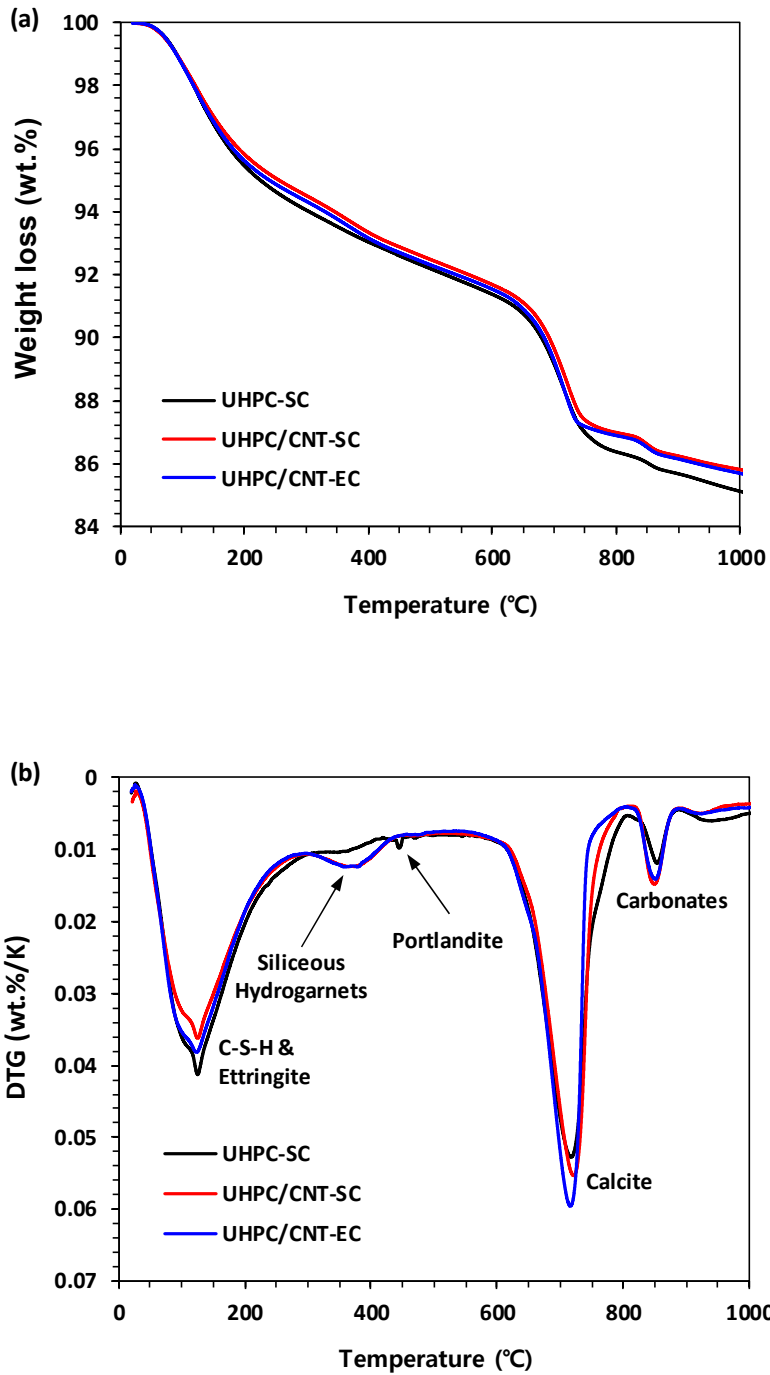 (a)
Weight loss (wt.%)
100
98
96
94
92
90
88
86
84
UHPC-SC
UHPC/CNT-SC
UHPC/CNT-EC
0 200 400 600 800 1000
Temperature (℃)
(b)
DTG (wt.%/K)
0
0.01
0.02
0.03
0.04
0.05
0.06
0.07
Carbonates
Portlandite
Siliceous
Hydrogarnets
C-S-H &
Ettringite
Calcite
UHPC-SC
UHPC/CNT-SC
UHPC/CNT-EC
0 200 400 600 800 1000
Temperature (℃)